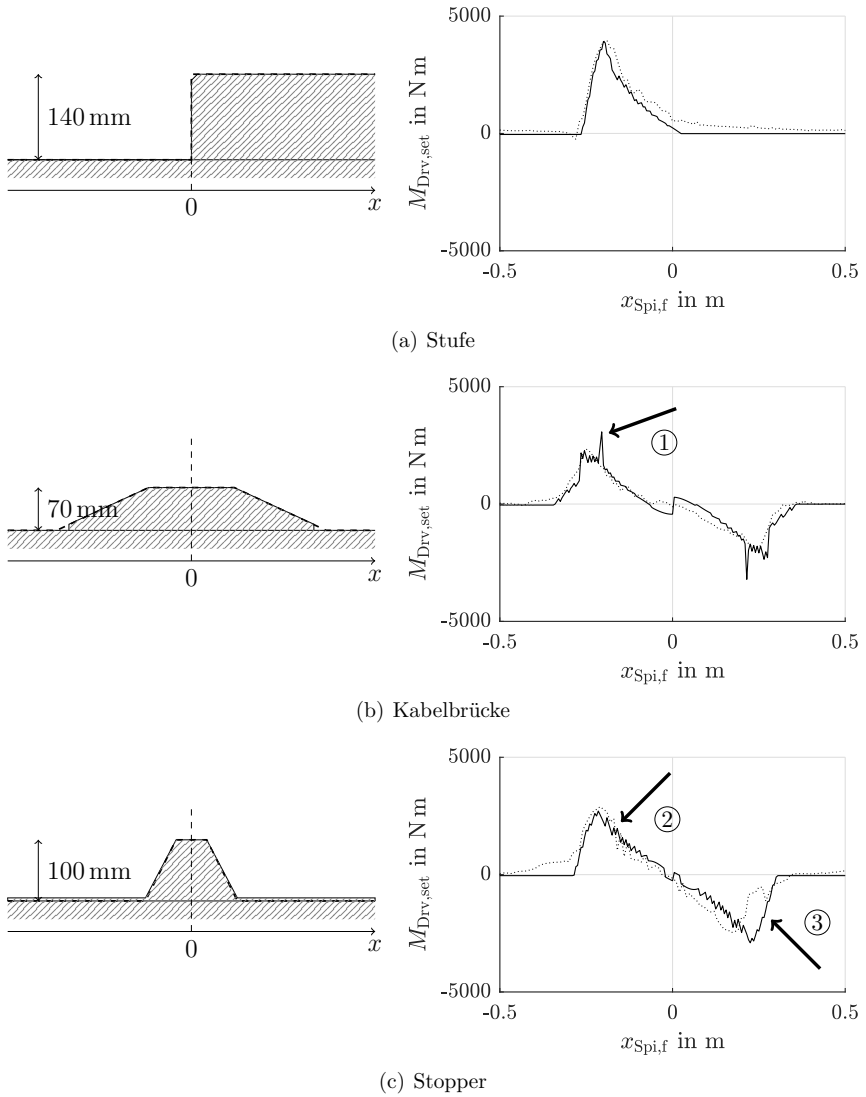 140 mm
0
x
5000
0
-5000
-0.5 0 0.5
M_Drv,set in N m
x_Spi,f in m
(a) Stufe
70 mm
0
x
5000
0
-5000
-0.5 0 0.5
M_Drv,set in N m
x_Spi,f in m
①
(b) Kabelbrücke
100 mm
0
x
5000
0
-5000
-0.5 0 0.5
M_Drv,set in N m
x_Spi,f in m
②
③
(c) Stopper